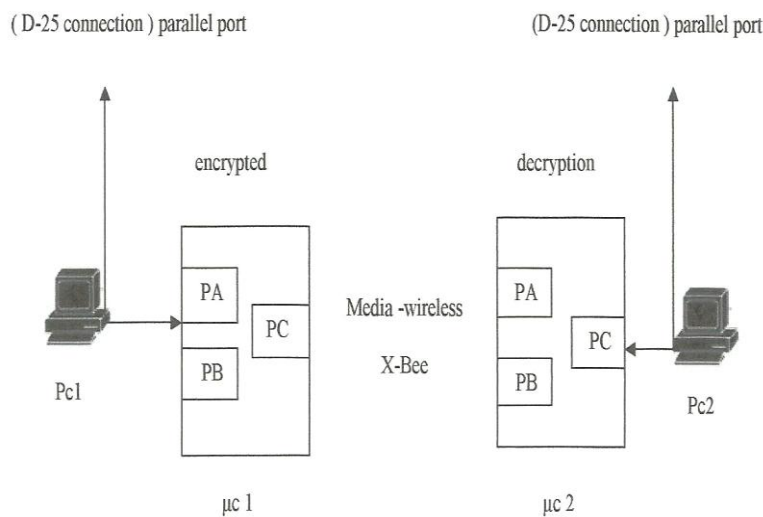 ( D-25 connection ) parallel port
(D-25 connection ) parallel port
encrypted
decryption
PA
PC
PB
Pc1
Media -wireless
X-Bee
PA
PC
PB
Pc2
μc 1
μc 2